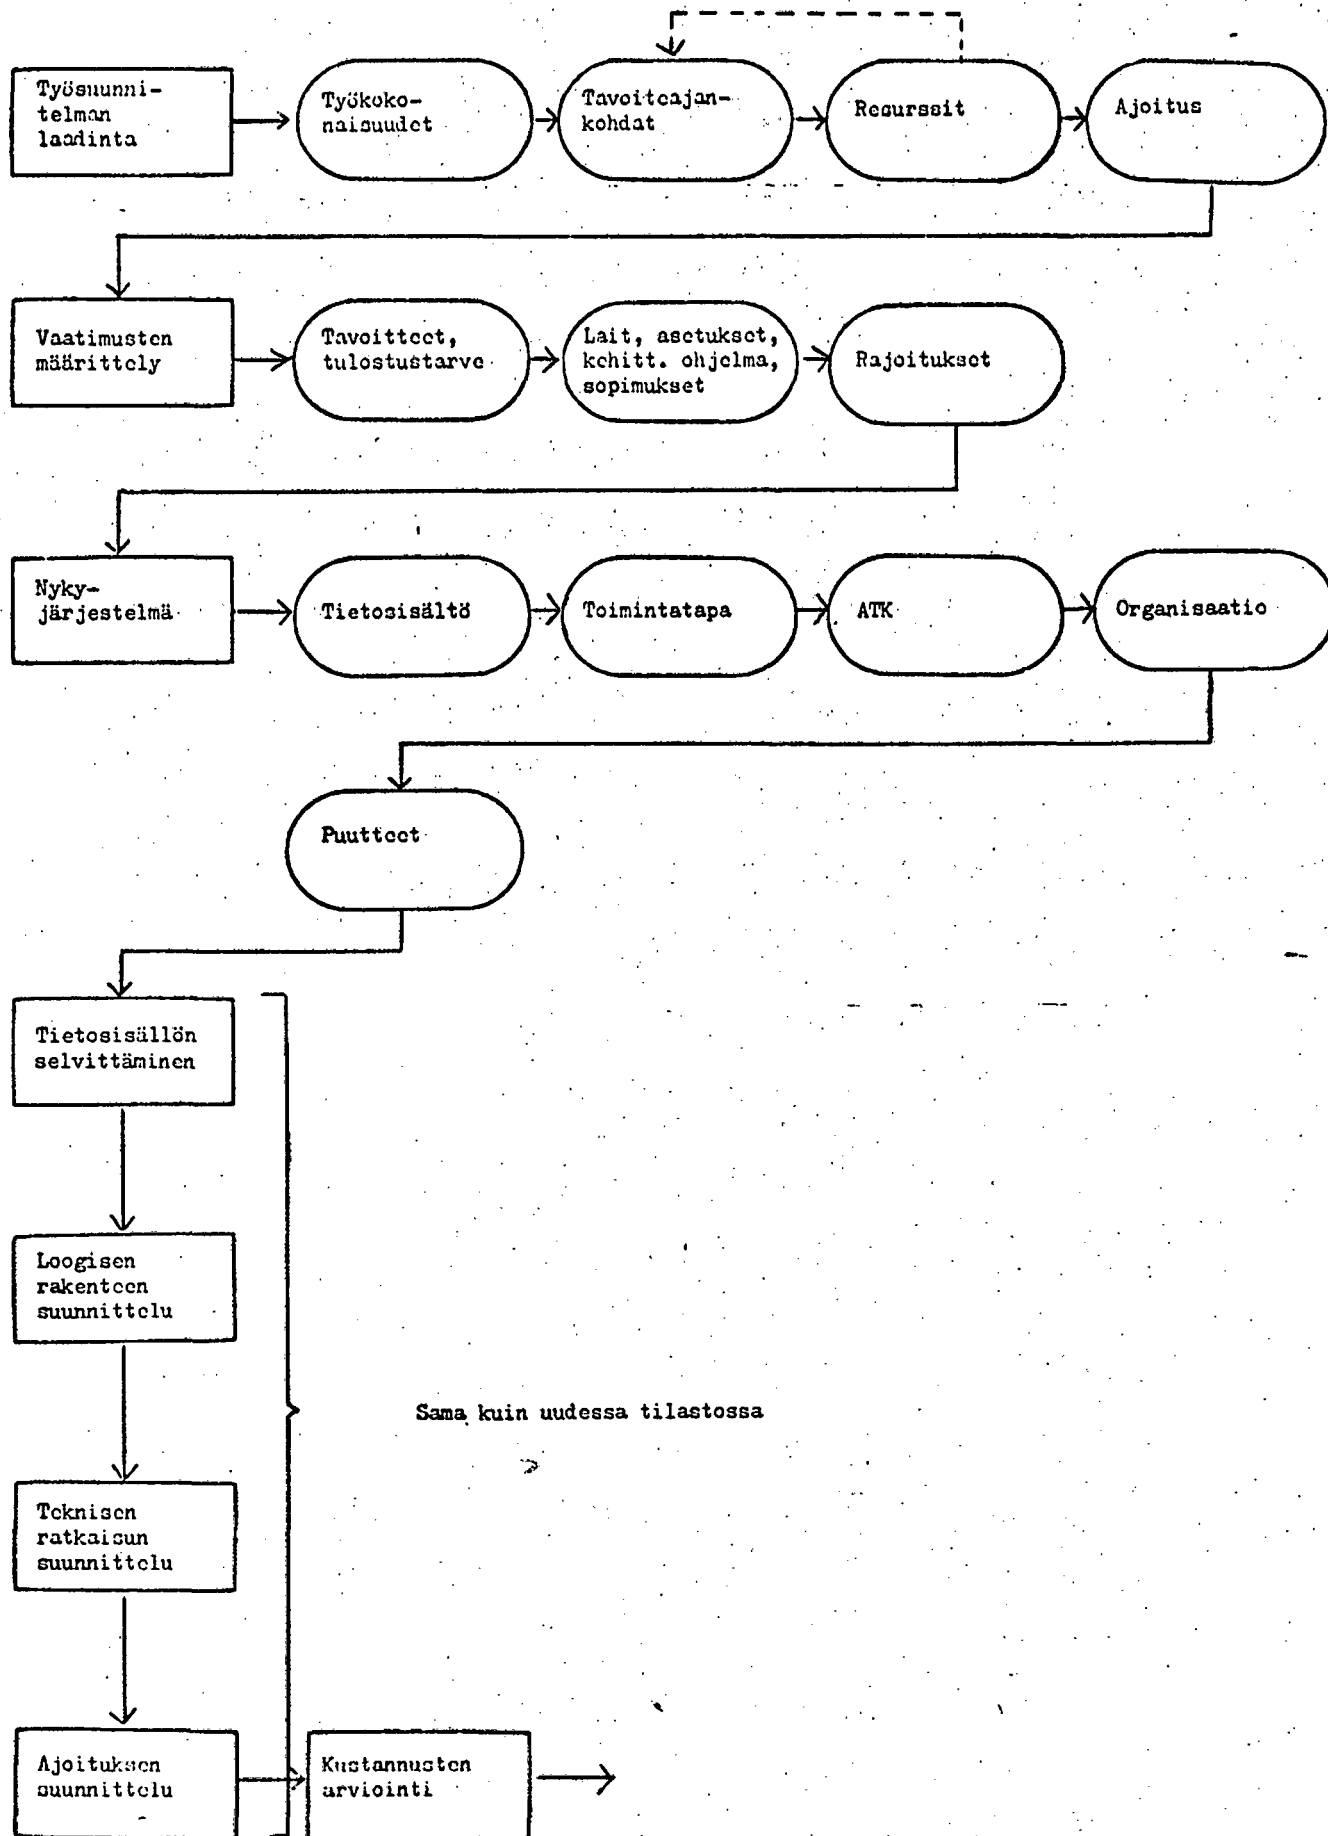 Työsuunni-
telman
laadinta
Työkoko-
naisuudet
Tavoiteajan-
kohdat
Resurssit
Ajoitus
Vaatimusten
määrittely
Tavoitteet,
tulostustarve
Lait, asetukset,
kehitt. ohjelma,
sopimukset
Rajoitukset
Nyky-
järjestelmä
Tietosisältö
Toimintatapa
ATK
Organisaatio
Puutteet
Tietosisällön
selvittäminen
Loogisen
rakenteen
suunnittelu
Sama kuin uudessa tilastossa
Teknisen
ratkaisun
suunnittelu
Ajoituksen
suunnittelu
Kustannusten
arviointi